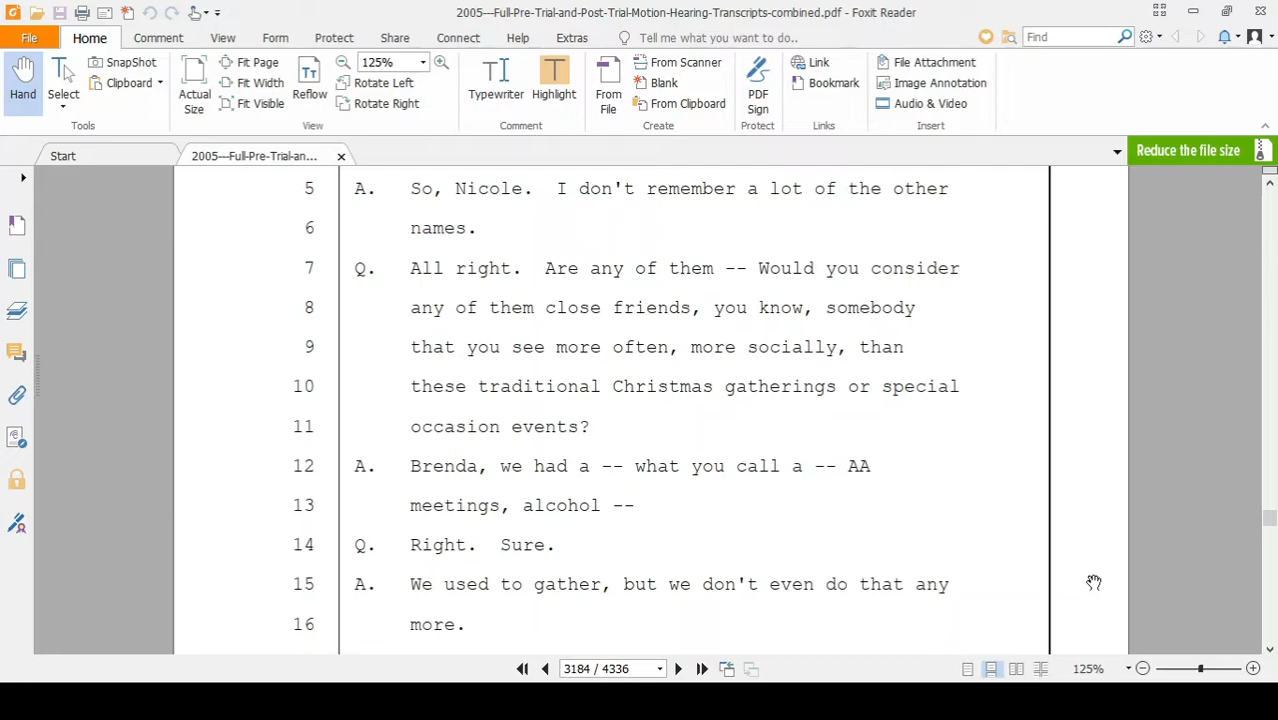 2005---Full-Pre-Trial-and-Post-Trial-Motion-Hearing-Transcripts-combined.pdf - Foxit Reader
File Home Comment View Form Protect Share Connect Help Extras Tell me what you want to do.. Find
Hand
Select
SnapShot
Clipboard
Tools
Actual Size
Fit Page
Fit Width
Fit Visible
Reflow
125%
Rotate Left
Rotate Right
View
Typewriter
Highlight
Comment
From File
From Scanner
Blank
From Clipboard
Create
PDF Sign
Protect
Link
Bookmark
Links
File Attachment
Image Annotation
Audio & Video
Insert
Start
2005---Full-Pre-Trial-an...
Reduce the file size
5 A. So, Nicole. I don't remember a lot of the other
6 names.
7 Q. All right. Are any of them -- Would you consider
8 any of them close friends, you know, somebody
9 that you see more often, more socially, than
10 these traditional Christmas gatherings or special
11 occasion events?
12 A. Brenda, we had a -- what you call a -- AA
13 meetings, alcohol --
14 Q. Right. Sure.
15 A. We used to gather, but we don't even do that any
16 more.
3184 / 4336
125%